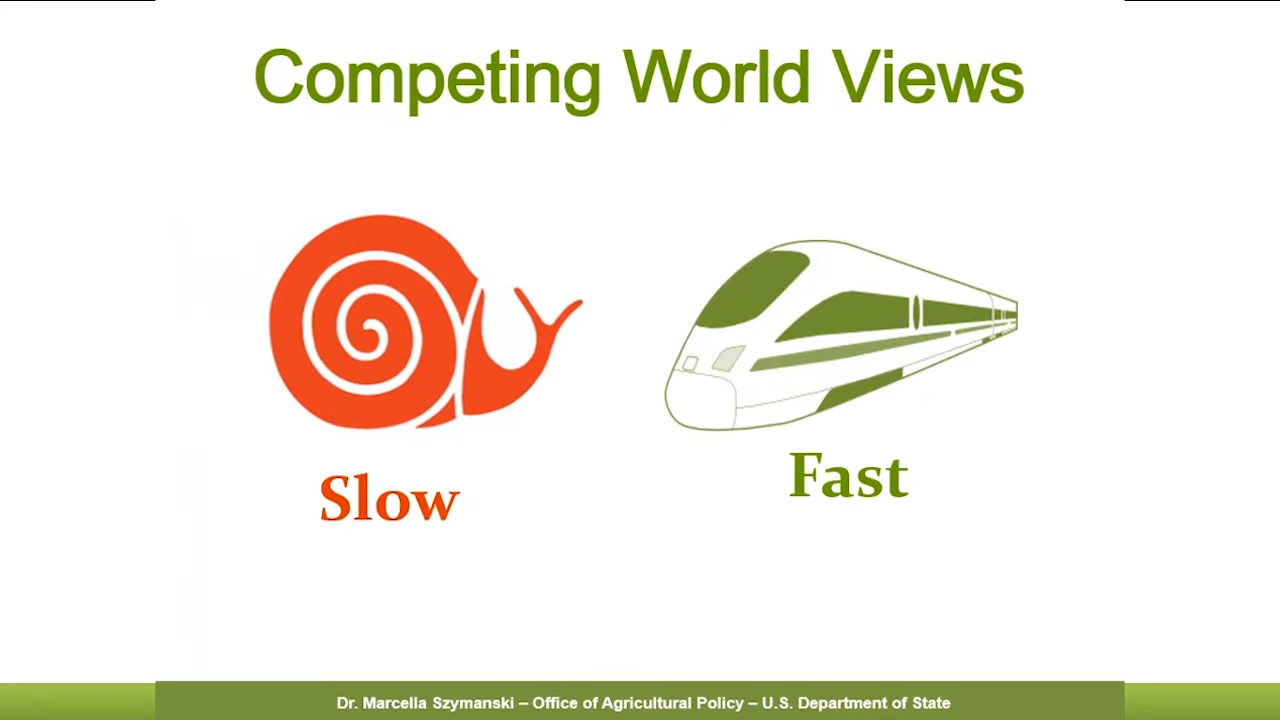 Competing World Views
Slow
Fast
Dr. Marcella Szymanski – Office of Agricultural Policy – U.S. Department of State